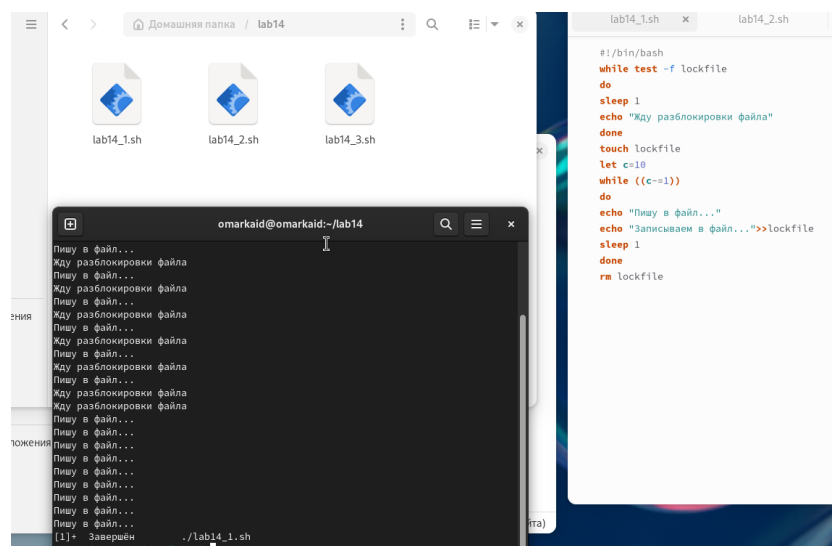 Домашняя папка / lab14
lab14_1.sh
lab14_2.sh
lab14_3.sh
ения
ложения
йта)
omarkaid@omarkaid:~/lab14
Пишу в файл...
Жду разблокировки файла
Пишу в файл...
Жду разблокировки файла
Пишу в файл...
Жду разблокировки файла
Пишу в файл...
Жду разблокировки файла
Пишу в файл...
Жду разблокировки файла
Пишу в файл...
Жду разблокировки файла
Жду разблокировки файла
Пишу в файл...
Пишу в файл...
Пишу в файл...
Пишу в файл...
Пишу в файл...
Пишу в файл...
Пишу в файл...
Пишу в файл...
Пишу в файл...
[1]+ Завершён ./lab14_1.sh
lab14_1.sh
lab14_2.sh
#!/bin/bash
while test -f lockfile
do
sleep 1
echo "Жду разблокировки файла"
done
touch lockfile
let c=10
while ((c-=1))
do
echo "Пишу в файл..."
echo "Записываем в файл...">>lockfile
sleep 1
done
rm lockfile